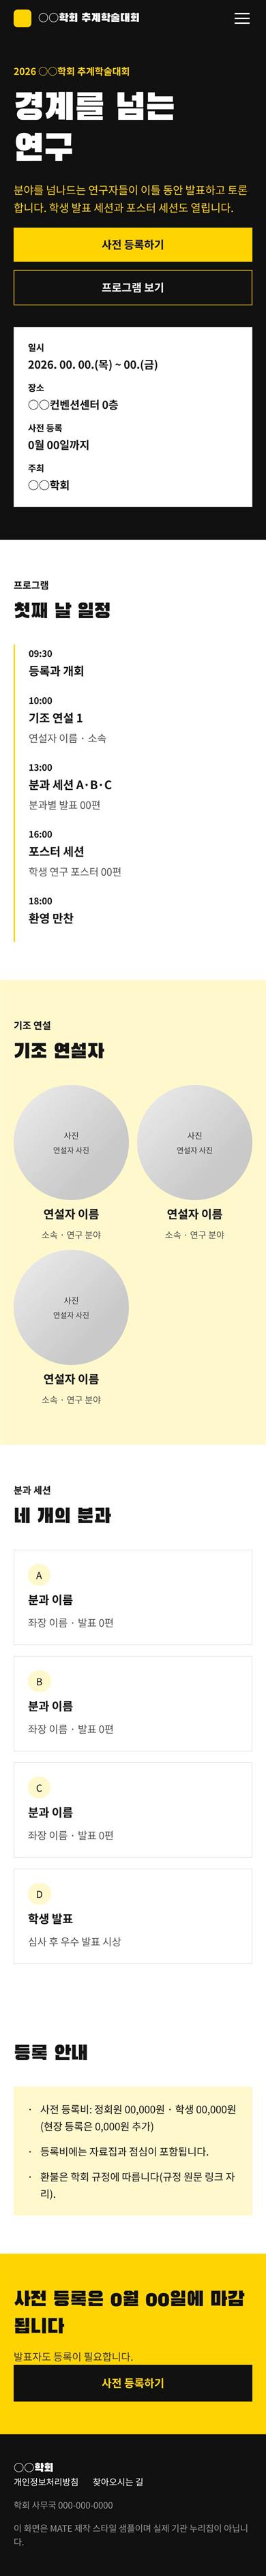 ○○학회 추계학술대회
2026 ○○학회 추계학술대회
경계를 넘는
연구
분야를 넘나드는 연구자들이 이틀 동안 발표하고 토론
합니다. 학생 발표 세션과 포스터 세션도 열립니다.
사전 등록하기
프로그램 보기
일시
2026. 00. 00.(목) ~ 00.(금)
장소
○○컨벤션센터 0층
사전 등록
0월 00일까지
주최
○○학회
프로그램
첫째 날 일정
09:30
등록과 개회
10:00
기조 연설 1
연설자 이름 · 소속
13:00
분과 세션 A·B·C
분과별 발표 00편
16:00
포스터 세션
학생 연구 포스터 00편
18:00
환영 만찬
기조 연설
기조 연설자
사진
연설자 사진
연설자 이름
소속 · 연구 분야
사진
연설자 사진
연설자 이름
소속 · 연구 분야
사진
연설자 사진
연설자 이름
소속 · 연구 분야
분과 세션
네 개의 분과
A
분과 이름
좌장 이름 · 발표 0편
B
분과 이름
좌장 이름 · 발표 0편
C
분과 이름
좌장 이름 · 발표 0편
D
학생 발표
심사 후 우수 발표 시상
등록 안내
· 사전 등록비: 정회원 00,000원 · 학생 00,000원
(현장 등록은 0,000원 추가)
· 등록비에는 자료집과 점심이 포함됩니다.
· 환불은 학회 규정에 따릅니다(규정 원문 링크 자
리).
사전 등록은 0월 00일에 마감
됩니다
발표자도 등록이 필요합니다.
사전 등록하기
○○학회
개인정보처리방침 찾아오시는 길
학회 사무국 000-000-0000
이 화면은 MATE 제작 스타일 샘플이며 실제 기관 누리집이 아닙니
다.